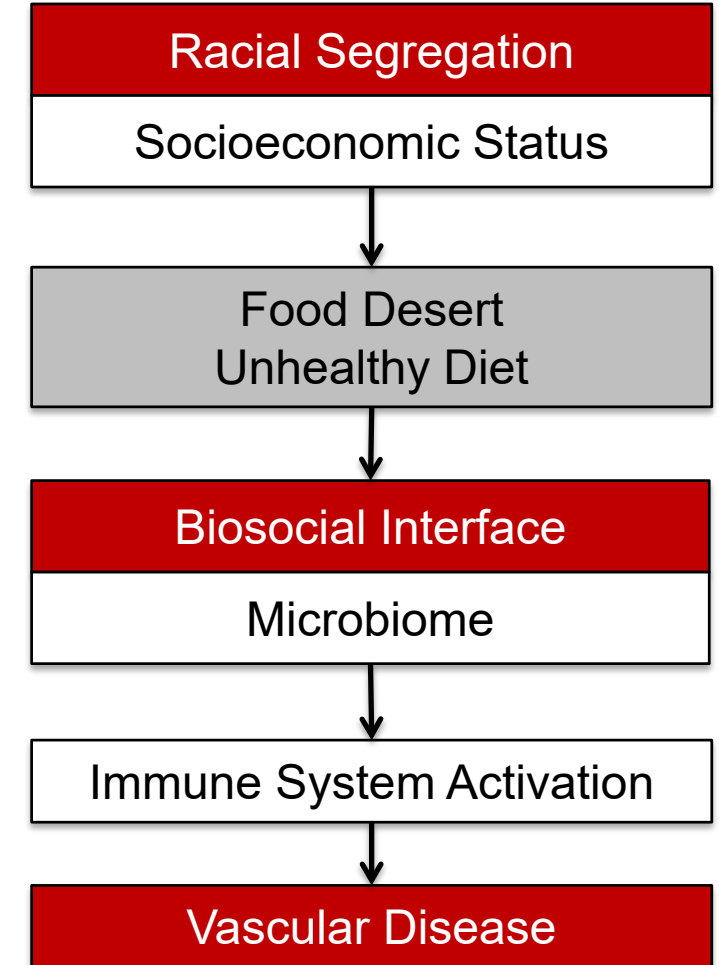 Racial Segregation
Socioeconomic Status
Food Desert
Unhealthy Diet
Biosocial Interface
Microbiome
Immune System Activation
Vascular Disease